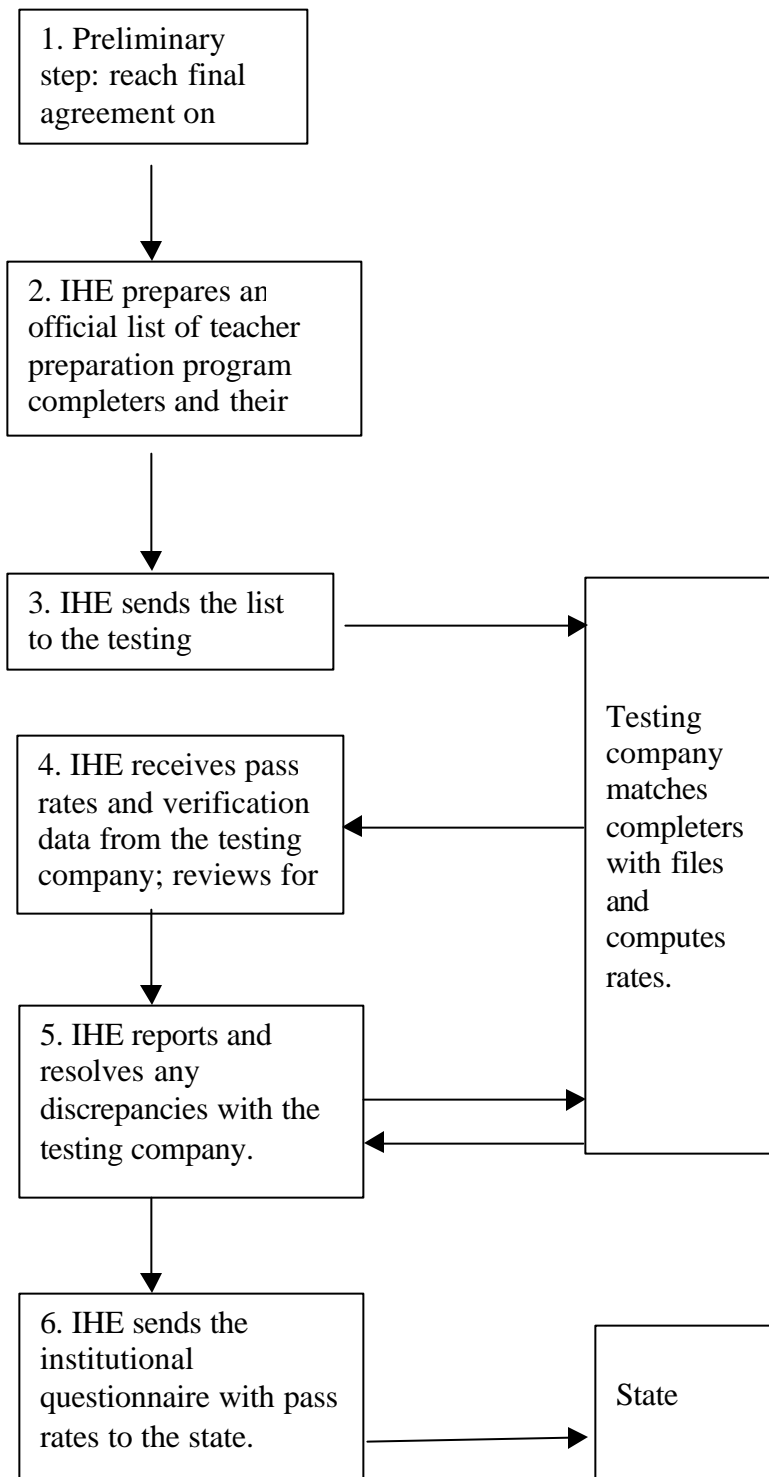 1. Preliminary
step: reach final
agreement on
2. IHE prepares an
official list of teacher
preparation program
completers and their
3. IHE sends the list
to the testing
Testing
company
matches
completers
with files
and
computes
rates.
4. IHE receives pass
rates and verification
data from the testing
company; reviews for
5. IHE reports and
resolves any
discrepancies with the
testing company.
6. IHE sends the
institutional
questionnaire with pass
rates to the state.
State